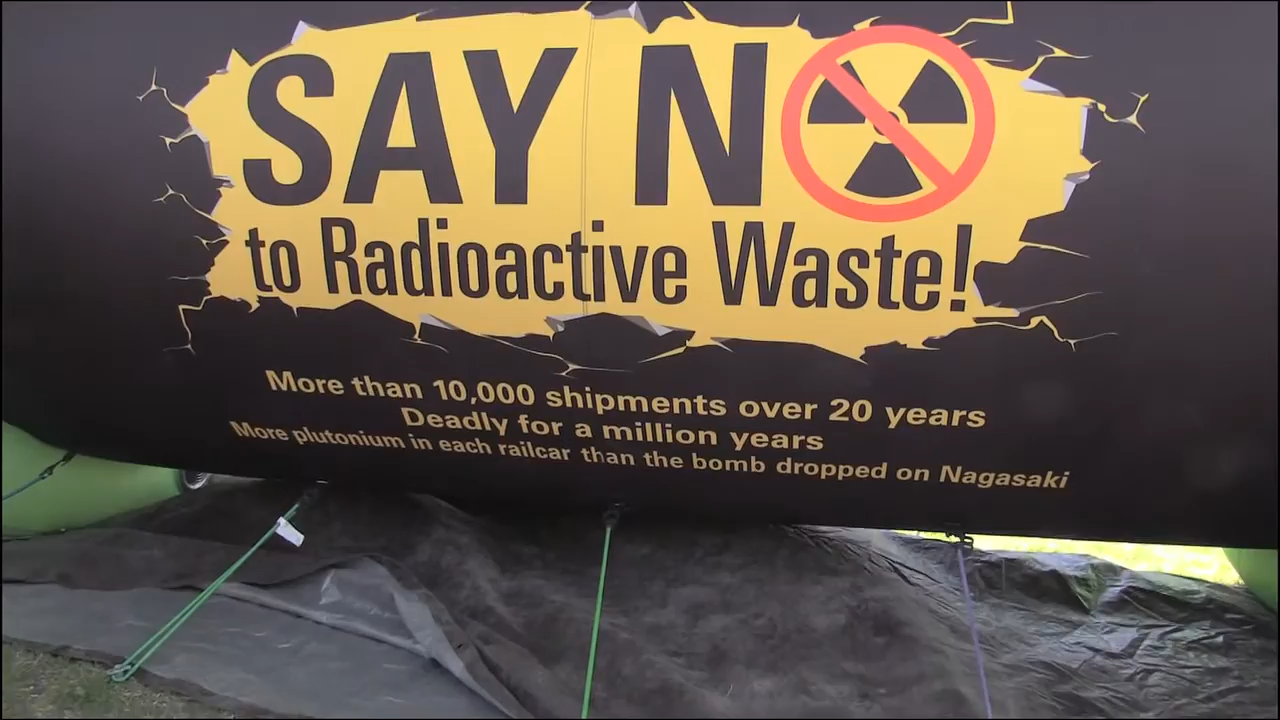 SAY NO
to Radioactive Waste!
More than 10,000 shipments over 20 years
Deadly for a million years
More plutonium in each railcar than the bomb dropped on Nagasaki